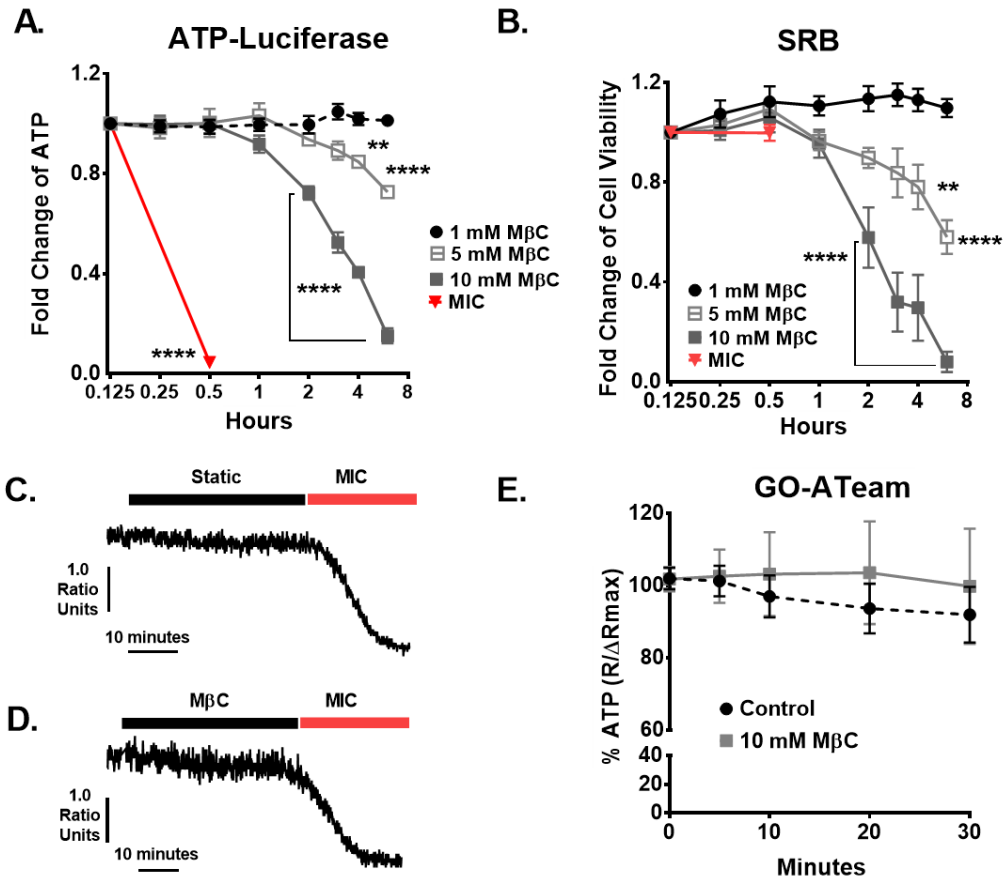 A.
ATP-Luciferase
1.2
0.8
0.4
0.0
Fold Change of ATP
**
****
****
****
1 mM MβC
5 mM MβC
10 mM MβC
MIC
0.125 0.25 0.5 1 2 4 8
Hours
B.
SRB
1.2
0.8
0.4
0.0
Fold Change of Cell Viability
**
****
****
1 mM MβC
5 mM MβC
10 mM MβC
MIC
0.125 0.25 0.5 1 2 4 8
Hours
C.
Static MIC
1.0
Ratio
Units
10 minutes
D.
MβC MIC
1.0
Ratio
Units
10 minutes
E.
GO-ATeam
120
100
80
60
40
20
0
% ATP (R/ΔRmax)
Control
10 mM MβC
0 10 20 30
Minutes